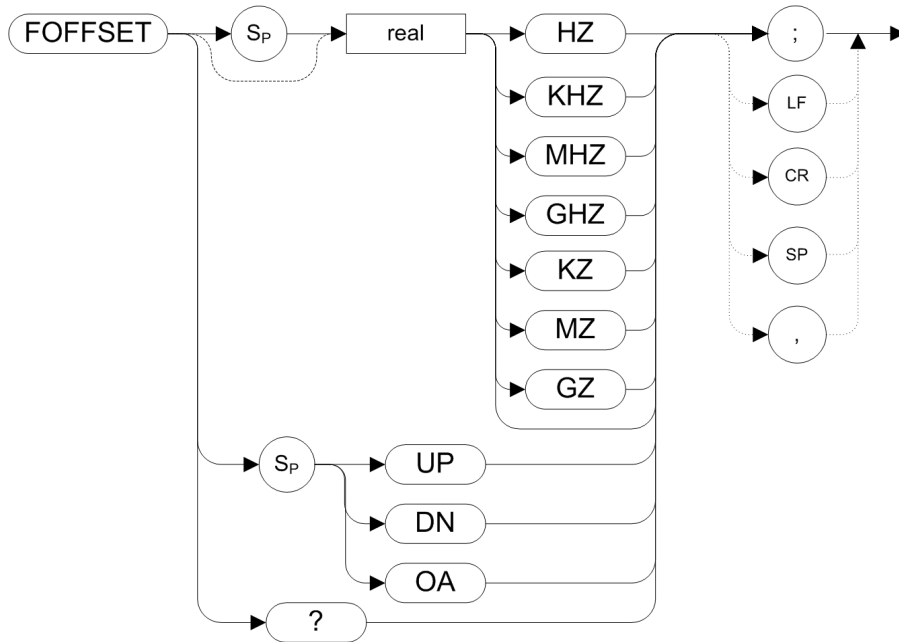 FOFFSET SP real HZ ;
KHZ LF
MHZ
CR
GHZ
KZ SP
MZ ,
GZ
SP UP
DN
OA
?